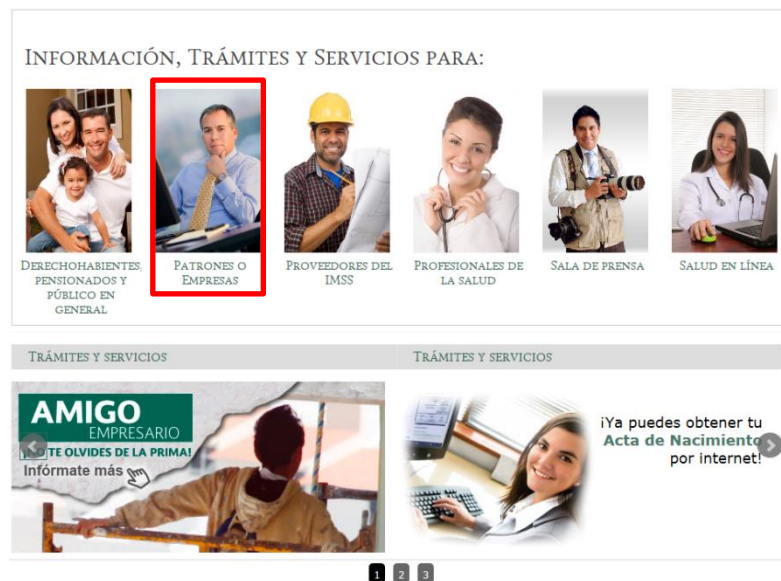 Información, Trámites y Servicios para:
Derechohabientes, pensionados y público en general
Patrones o Empresas
Proveedores del IMSS
Profesionales de la salud
Sala de prensa
Salud en línea
Trámites y servicios
Trámites y servicios
AMIGO
EMPRESARIO
TE OLVIDES DE LA PRIMA!
Infórmate más
¡Ya puedes obtener tu
Acta de Nacimiento
por internet!
1 2 3